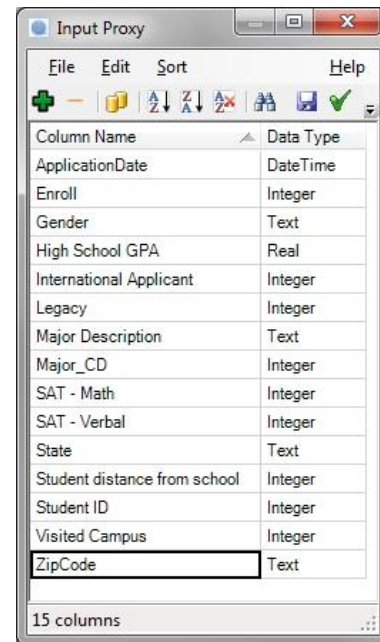 Input Proxy
File Edit Sort Help
Column Name Data Type
ApplicationDate DateTime
Enroll Integer
Gender Text
High School GPA Real
International Applicant Integer
Legacy Integer
Major Description Text
Major_CD Integer
SAT - Math Integer
SAT - Verbal Integer
State Text
Student distance from school Integer
Student ID Integer
Visited Campus Integer
ZipCode Text
15 columns